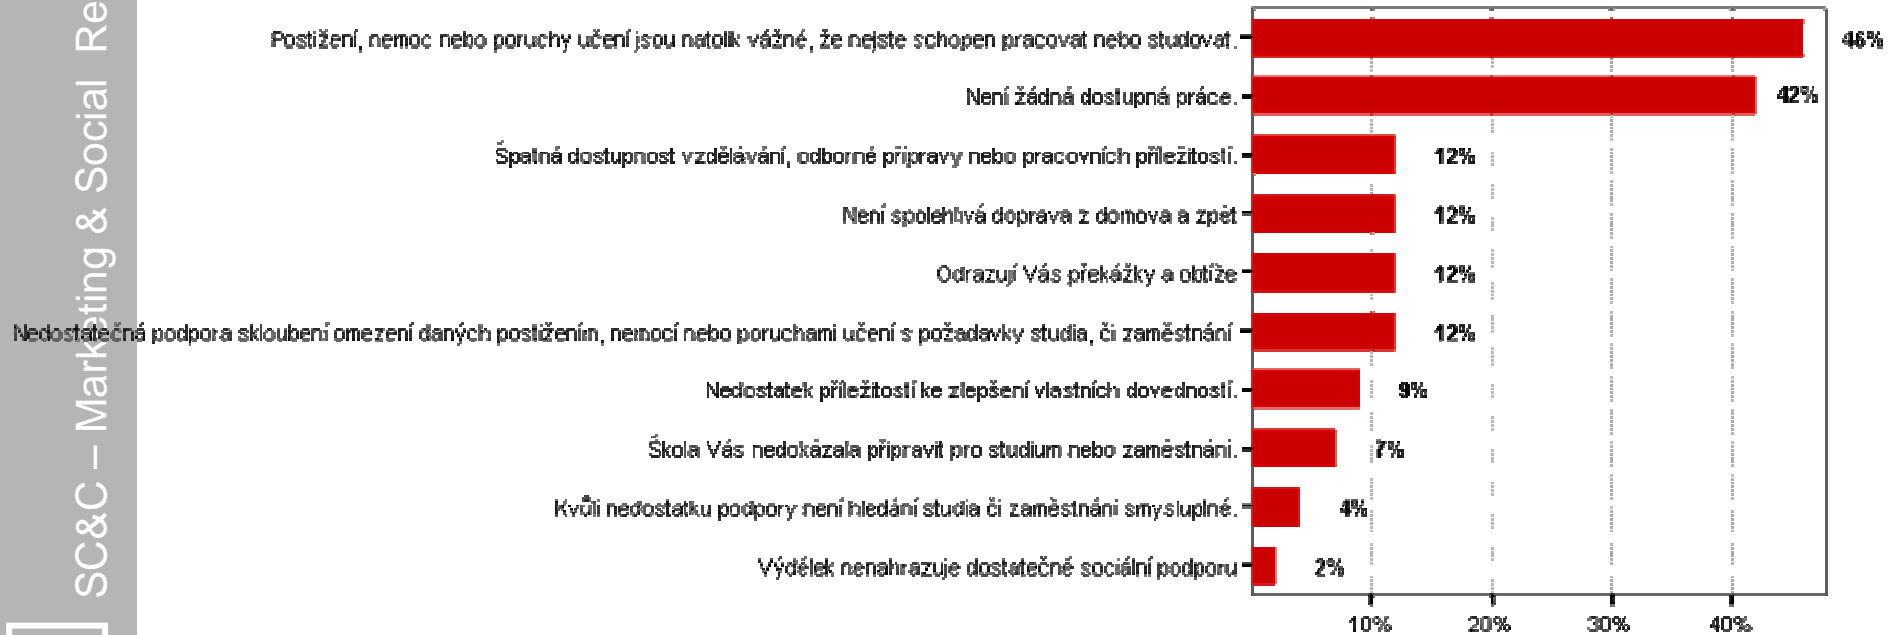 SC&C – Marketing & Social Re
Postižení, nemoc nebo poruchy učení jsou natolik vážné, že nejste schopen pracovat nebo studovat. 46%
Není žádná dostupná práce. 42%
Špatná dostupnost vzdělávání, odborné přípravy nebo pracovních příležitostí. 12%
Není spolehlivá doprava z domova a zpět 12%
Odrazují Vás překážky a obtíže 12%
Nedostatečná podpora skloubení omezení daných postižením, nemocí nebo poruchami učení s požadavky studia, či zaměstnání 12%
Nedostatek příležitostí ke zlepšení vlastních dovedností. 9%
Škola Vás nedokázala připravit pro studium nebo zaměstnání. 7%
Kvůli nedostatku podpory není hledání studia či zaměstnání smysluplné. 4%
Výdělek nenahrazuje dostatečně sociální podporu 2%
10% 20% 30% 40%